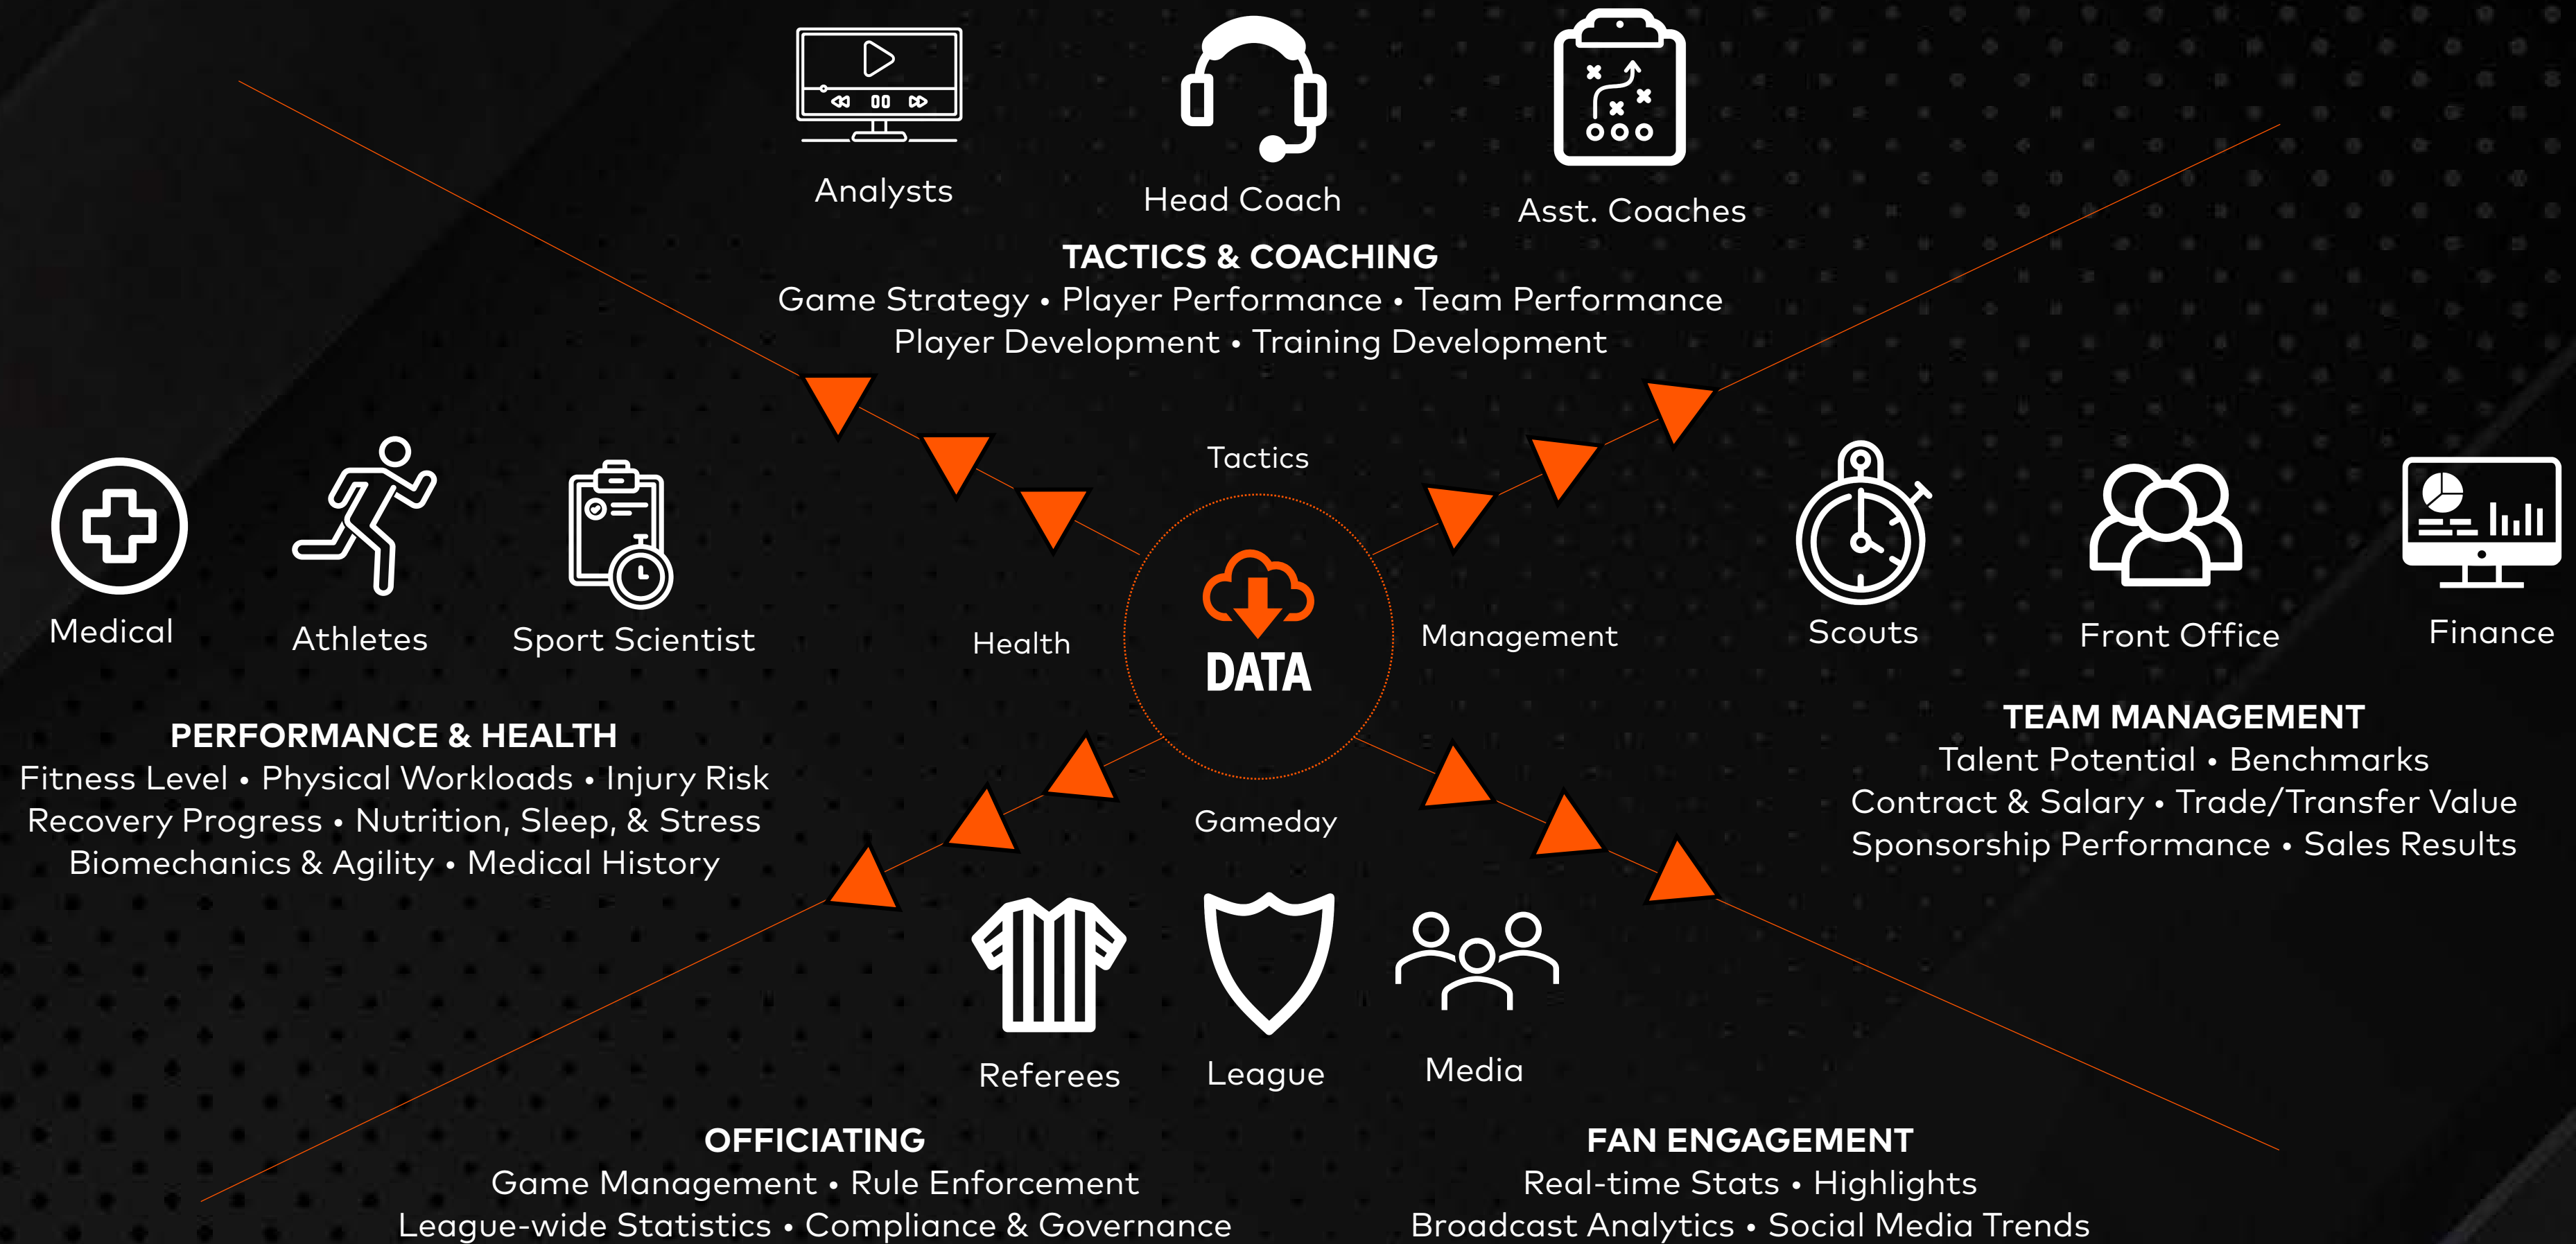 Analysts
Head Coach
Asst. Coaches
TACTICS & COACHING
Game Strategy • Player Performance • Team Performance
Player Development • Training Development
Tactics
Health
DATA
Management
Gameday
Medical
Athletes
Sport Scientist
PERFORMANCE & HEALTH
Fitness Level • Physical Workloads • Injury Risk
Recovery Progress • Nutrition, Sleep, & Stress
Biomechanics & Agility • Medical History
Scouts
Front Office
Finance
TEAM MANAGEMENT
Talent Potential • Benchmarks
Contract & Salary • Trade/Transfer Value
Sponsorship Performance • Sales Results
Referees
League
Media
OFFICIATING
Game Management • Rule Enforcement
League-wide Statistics • Compliance & Governance
FAN ENGAGEMENT
Real-time Stats • Highlights
Broadcast Analytics • Social Media Trends